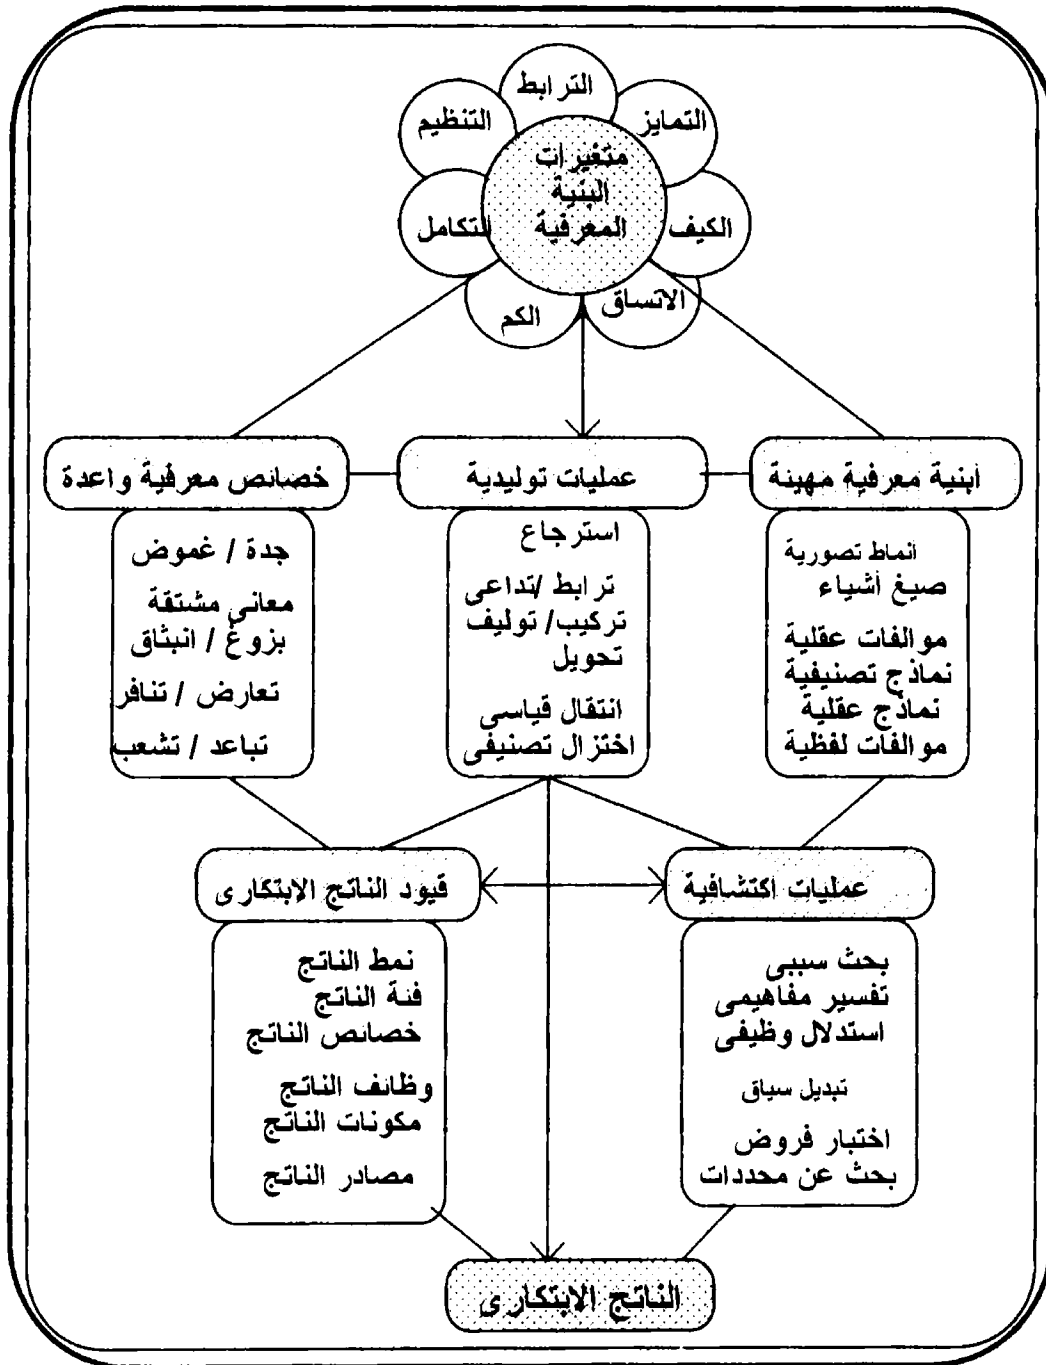 الترابط
التمايز
التنظيم
متغيرات
البنية
المعرفية
الكيف
التكامل
الاتساق
الكم
أبنية معرفية مهيئة
عمليات توليدية
خصائص معرفية واعدة
أنماط تصورية
صيغ أشياء
موالفات عقلية
نماذج تصنيفية
نماذج عقلية
موالفات لفظية
استرجاع
ترابط /تداعى
تركيب/ توليف
تحويل
انتقال قياسى
اختزال تصنيفى
جدة / غموض
معانى مشتقة
بزوغ / انبثاق
تعارض / تنافر
تباعد / تشعب
عمليات اكتشافية
قيود الناتج الابتكارى
بحث سببى
تفسير مفاهيمى
استدلال وظيفى
تبديل سياق
اختبار فروض
بحث عن محددات
نمط الناتج
فئة الناتج
خصائص الناتج
وظائف الناتج
مكونات الناتج
مصادر الناتج
الناتج الابتكارى